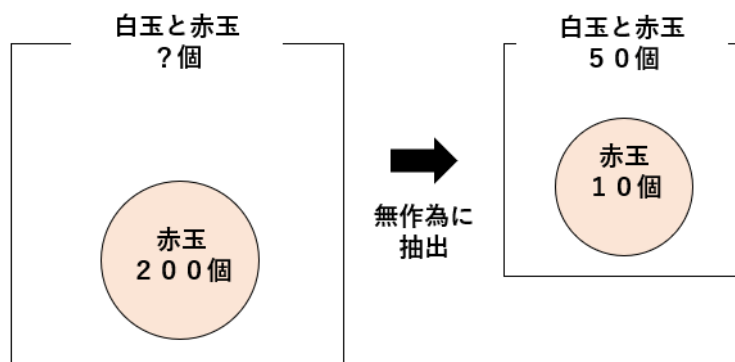 白玉と赤玉
？個
赤玉
２００個
無作為に
抽出
白玉と赤玉
５０個
赤玉
１０個